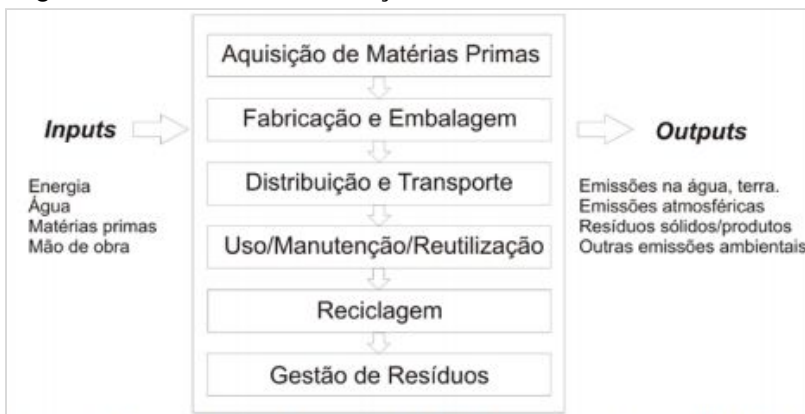 Aquisição de Matérias Primas
Fabricação e Embalagem
Distribuição e Transporte
Uso/Manutenção/Reutilização
Reciclagem
Gestão de Resíduos
Inputs
Energia
Água
Matérias primas
Mão de obra
Outputs
Emissões na água, terra.
Emissões atmosféricas
Resíduos sólidos/produtos
Outras emissões ambientais